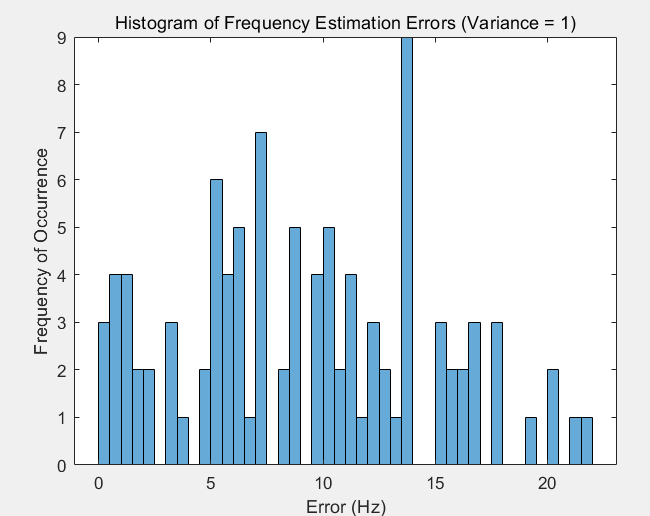 Histogram of Frequency Estimation Errors (Variance = 1)
9
8
7
6
5
4
3
2
1
0
Frequency of Occurrence
0 5 10 15 20
Error (Hz)